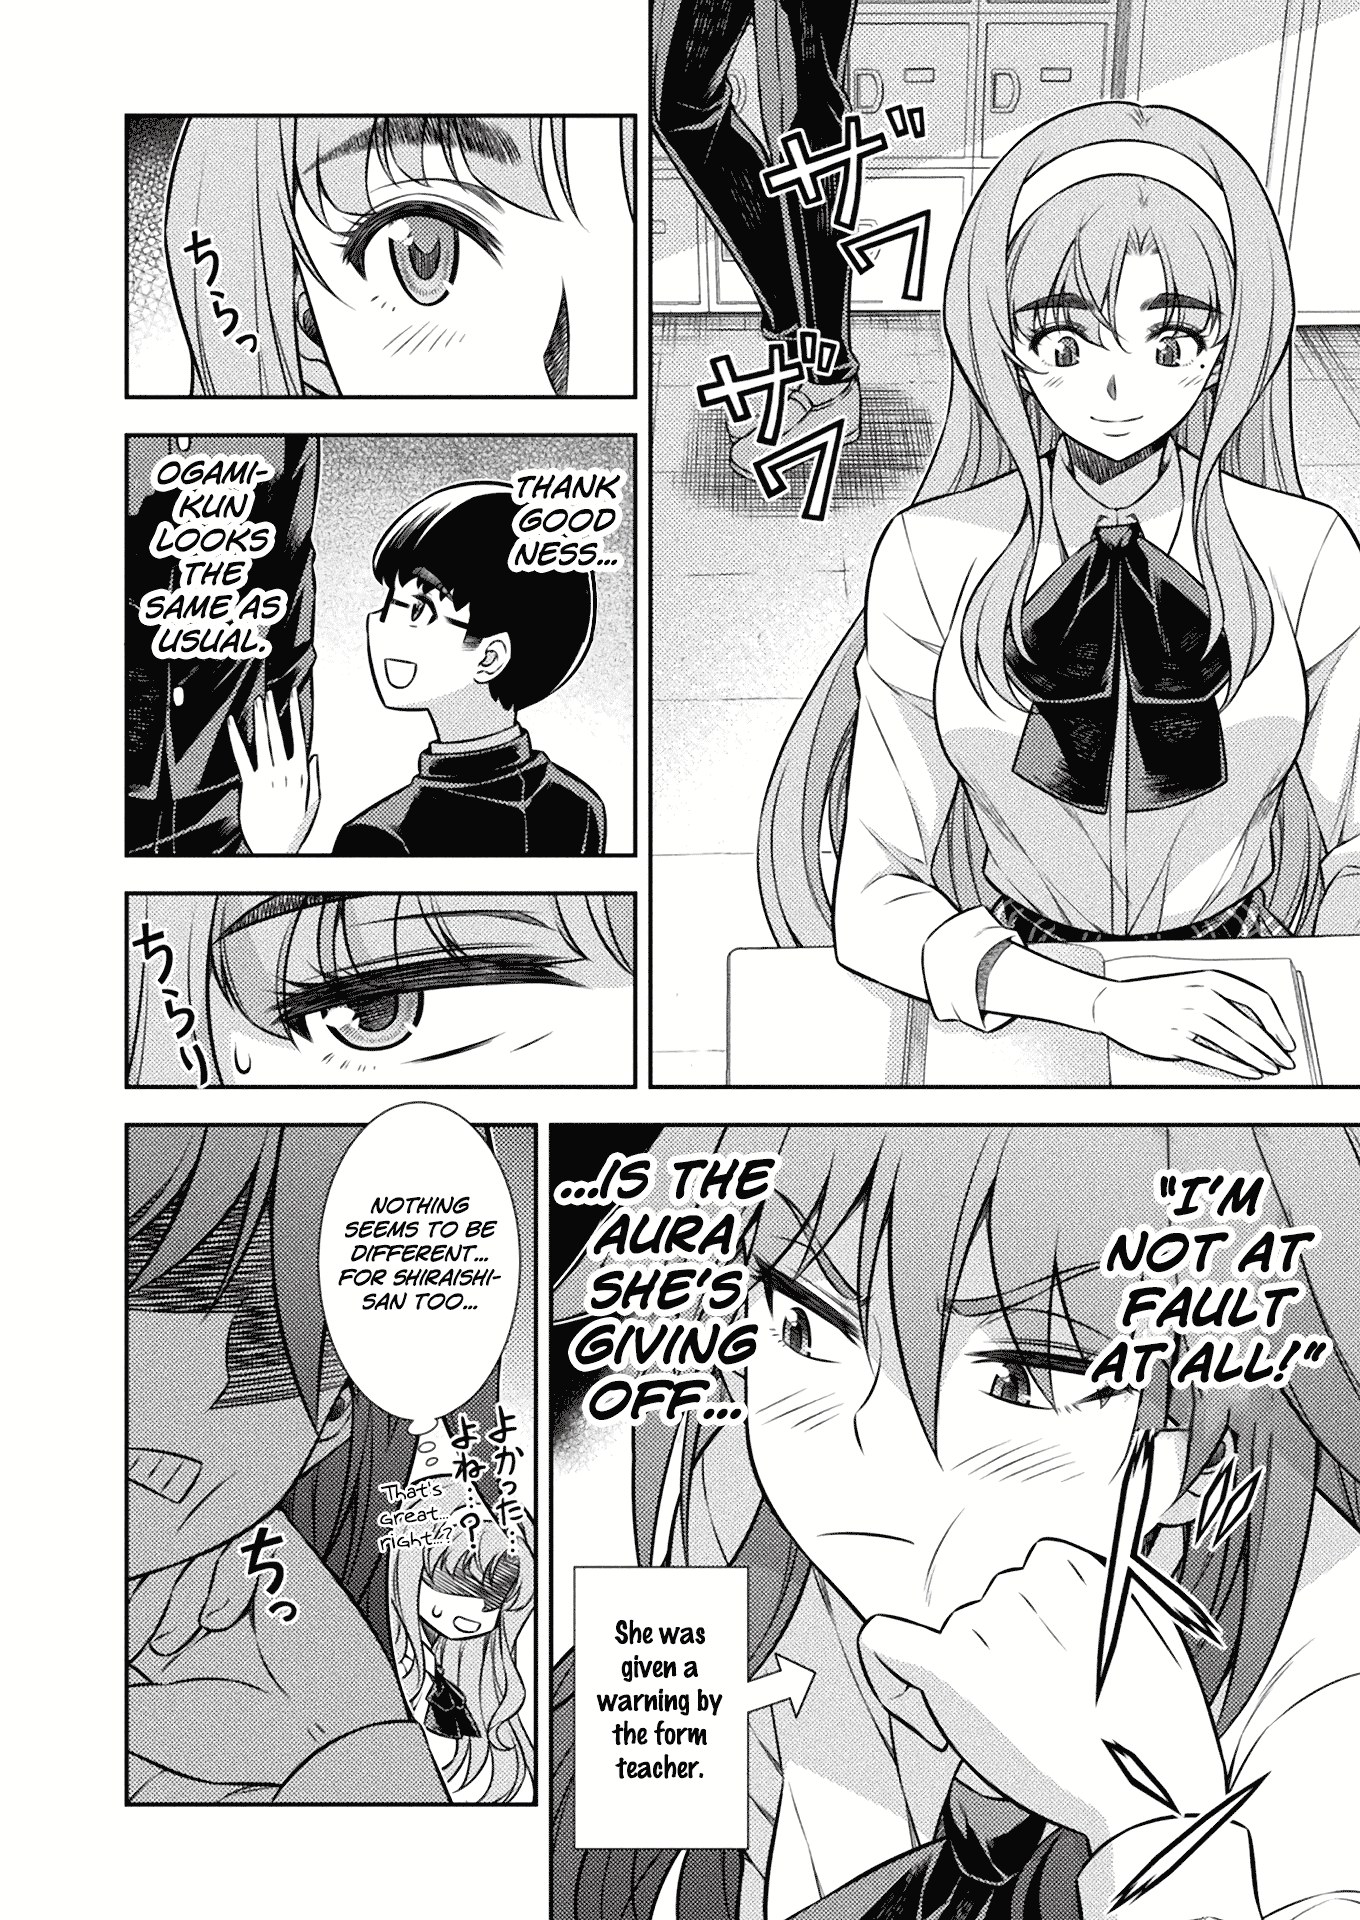 ザワ
ザワ
ちらっ
THANK
GOOD
NESS...
OGAMI-
KUN
LOOKS
THE
SAME AS
USUAL.
ちらり
"I'M
NOT AT
FAULT
AT ALL!"
...IS THE
AURA
SHE'S
GIVING
OFF...
She was
given a
warning by
the form
teacher.
NOTHING
SEEMS TO BE
DIFFERENT...
FOR SHIRAISHI-
SAN TOO...
よかった…
よね……?
That's
great...
right...?
ちっ